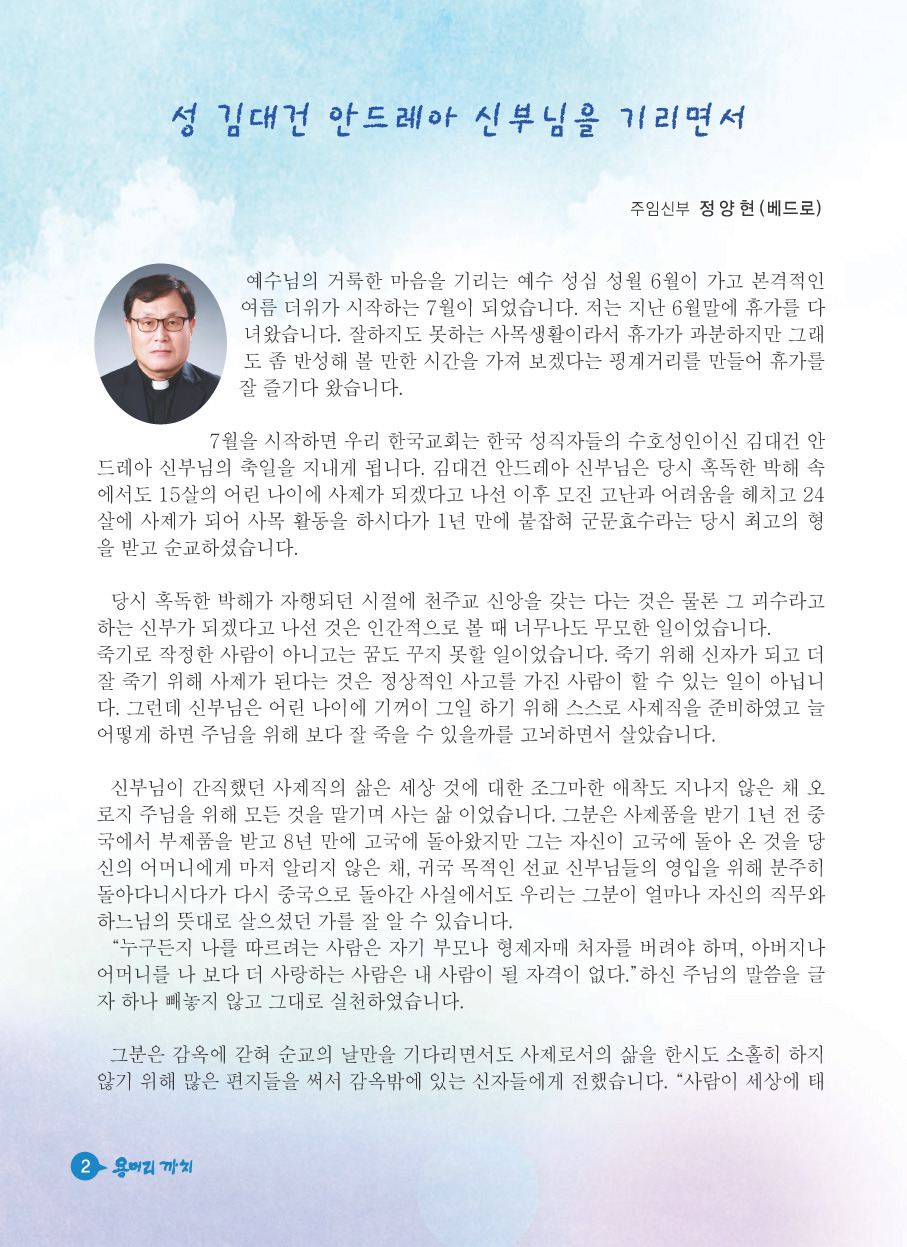 성 김대건 안드레아 신부님을 기리면서
주임신부 정양현(베드로)
예수님의 거룩한 마음을 기리는 예수 성심 성월 6월이 가고 본격적인
여름 더위가 시작하는 7월이 되었습니다. 저는 지난 6월말에 휴가를 다
녀왔습니다. 잘하지도 못하는 사목생활이라서 휴가가 과분하지만 그래
도 좀 반성해 볼 만한 시간을 가져 보겠다는 핑계거리를 만들어 휴가를
잘 즐기다 왔습니다.
7월을 시작하면 우리 한국교회는 한국 성직자들의 수호성인이신 김대건 안
드레아 신부님의 축일을 지내게 됩니다. 김대건 안드레아 신부님은 당시 혹독한 박해 속
에서도 15살의 어린 나이에 사제가 되겠다고 나선 이후 모진 고난과 어려움을 헤치고 24
살에 사제가 되어 사목 활동을 하시다가 1년 만에 붙잡혀 군문효수라는 당시 최고의 형
을 받고 순교하셨습니다.
당시 혹독한 박해가 자행되던 시절에 천주교 신앙을 갖는 다는 것은 물론 그 괴수라고
하는 신부가 되겠다고 나선 것은 인간적으로 볼 때 너무나도 무모한 일이었습니다.
죽기로 작정한 사람이 아니고는 꿈도 꾸지 못할 일이었습니다. 죽기 위해 신자가 되고 더
잘 죽기 위해 사제가 된다는 것은 정상적인 사고를 가진 사람이 할 수 있는 일이 아닙니
다. 그런데 신부님은 어린 나이에 기꺼이 그일 하기 위해 스스로 사제직을 준비하였고 늘
어떻게 하면 주님을 위해 보다 잘 죽을 수 있을까를 고뇌하면서 살았습니다.
신부님이 간직했던 사제직의 삶은 세상 것에 대한 조그마한 애착도 지나지 않은 채 오
로지 주님을 위해 모든 것을 맡기며 사는 삶 이었습니다. 그분은 사제품을 받기 1년 전 중
국에서 부제품을 받고 8년 만에 고국에 돌아왔지만 그는 자신이 고국에 돌아 온 것을 당
신의 어머니에게 마저 알리지 않은 채, 귀국 목적인 선교 신부님들의 영입을 위해 분주히
돌아다니시다가 다시 중국으로 돌아간 사실에서도 우리는 그분이 얼마나 자신의 직무와
하느님의 뜻대로 살으셨던 가를 잘 알 수 있습니다.
“누구든지 나를 따르려는 사람은 자기 부모나 형제자매 처자를 버려야 하며, 아버지나
어머니를 나 보다 더 사랑하는 사람은 내 사람이 될 자격이 없다.”하신 주님의 말씀을 글
자 하나 빼놓지 않고 그대로 실천하였습니다.
그분은 감옥에 갇혀 순교의 날만을 기다리면서도 사제로서의 삶을 한시도 소홀히 하지
않기 위해 많은 편지들을 써서 감옥밖에 있는 신자들에게 전했습니다. “사람이 세상에 태
2 용머리 까치